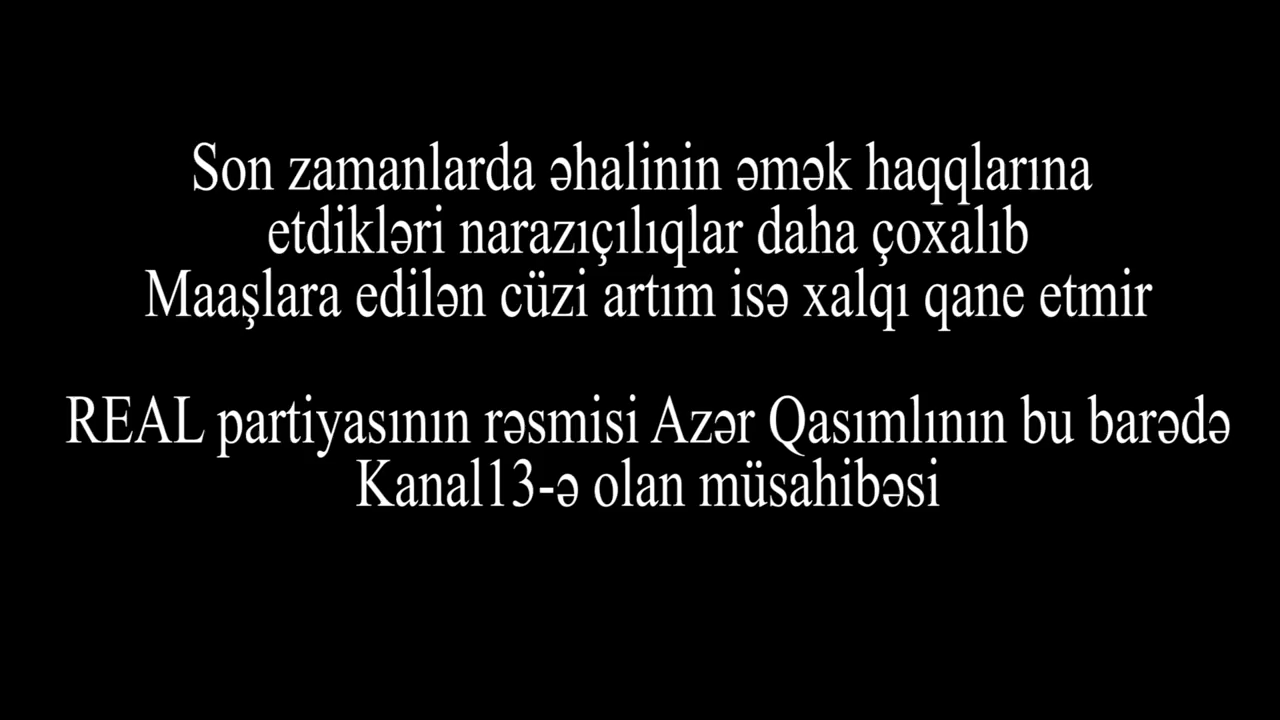 Son zamanlarda əhalinin əmək haqqlarına
etdikləri narazıçılıqlar daha çoxalıb
Maaşlara edilən cüzi artım isə xalqı qane etmir
REAL partiyasının rəsmisi Azər Qasımlının bu barədə
Kanal13-ə olan müsahibəsi